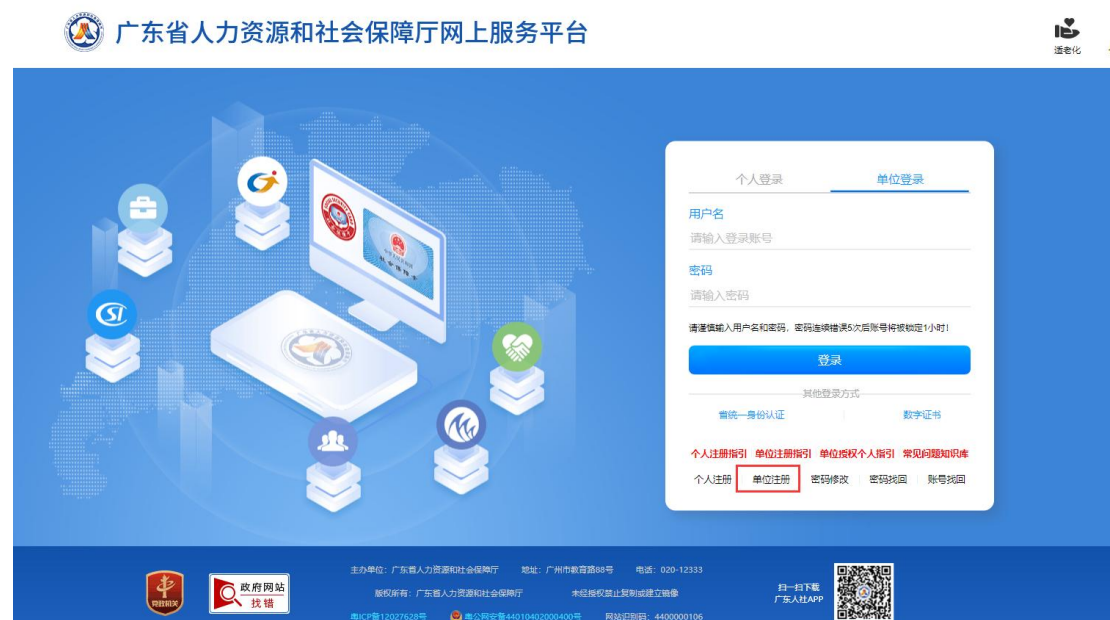 广东省人力资源和社会保障厅网上服务平台
适老化
个人登录 单位登录
用户名
请输入登录账号
密码
请输入密码
请谨慎输入用户名和密码，密码连续错误5次后账号将被锁定1小时！
登录
其他登录方式
省统一身份认证 数字证书
个人注册指引 单位注册指引 单位授权个人指引 常见问题知识库
个人注册 单位注册 密码修改 密码找回 账号找回
社会保障卡
党政机关
政府网站
找错
主办单位：广东省人力资源和社会保障厅 地址：广州市教育路88号 电话：020-12333
版权所有：广东省人力资源和社会保障厅 未经授权禁止复制或建立镜像
粤ICP备12027628号 粤公网安备44010402000400号 网站识别码：4400000106
扫一扫下载
广东人社APP